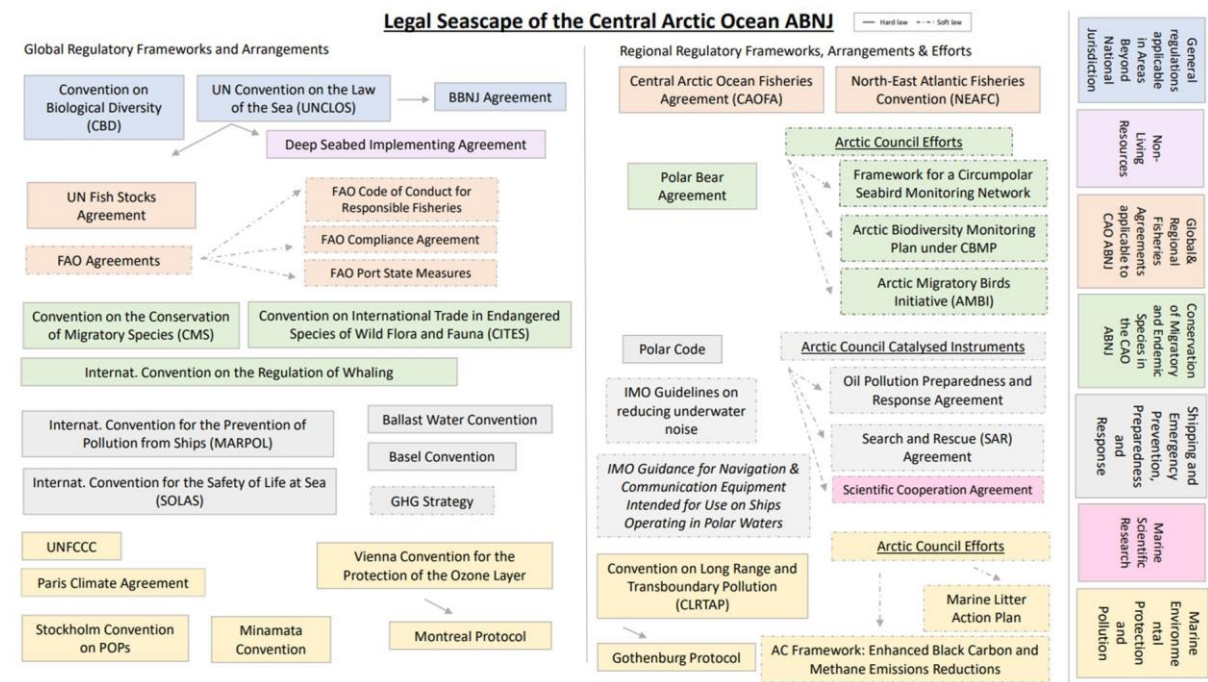 Legal Seascape of the Central Arctic Ocean ABNJ
Hard law
Soft law
Global Regulatory Frameworks and Arrangements
Convention on
Biological Diversity
(CBD)
UN Convention on the
Law of the Sea (UNCLOS)
BBNJ Agreement
Deep Seabed Implementing Agreement
UN Fish Stocks
Agreement
FAO Agreements
FAO Code of Conduct for
Responsible Fisheries
FAO Compliance Agreement
FAO Port State Measures
Convention on the Conservation
of Migratory Species (CMS)
Convention on International Trade in Endangered
Species of Wild Flora and Fauna (CITES)
Internat. Convention on the Regulation of Whaling
Internat. Convention for the Prevention of
Pollution from Ships (MARPOL)
Internat. Convention for the Safety of Life at Sea
(SOLAS)
Ballast Water Convention
Basel Convention
GHG Strategy
UNFCCC
Paris Climate Agreement
Vienna Convention for the
Protection of the Ozone Layer
Stockholm Convention
on POPs
Minamata
Convention
Montreal Protocol
Regional Regulatory Frameworks, Arrangements & Efforts
Central Arctic Ocean Fisheries
Agreement (CAOFA)
North-East Atlantic Fisheries
Convention (NEAFC)
Arctic Council Efforts
Polar Bear
Agreement
Framework for a Circumpolar
Seabird Monitoring Network
Arctic Biodiversity Monitoring
Plan under CBMP
Arctic Migratory Birds
Initiative (AMBI)
Polar Code
Arctic Council Catalysed Instruments
IMO Guidelines on
reducing underwater
noise
Oil Pollution Preparedness and
Response Agreement
Search and Rescue (SAR)
Agreement
IMO Guidance for Navigation &
Communication Equipment
Intended for Use on Ships
Operating in Polar Waters
Scientific Cooperation Agreement
Arctic Council Efforts
Convention on Long Range and
Transboundary Pollution
(CLRTAP)
Marine Litter
Action Plan
Gothenburg Protocol
AC Framework: Enhanced Black Carbon and
Methane Emissions Reductions
General
regulations
applicable
in Areas
Beyond
National
Jurisdiction
Non-
Living
Resources
Global&
Regional
Fisheries
Agreements
applicable to
CAO ABNJ
Conservation
of Migratory
and Endemic
Species in
the CAO
ABNJ
Shipping and
Emergency
Prevention,
Preparedness
and
Response
Marine
Scientific
Research
Marine
Environme
ntal
Protection
and
Pollution